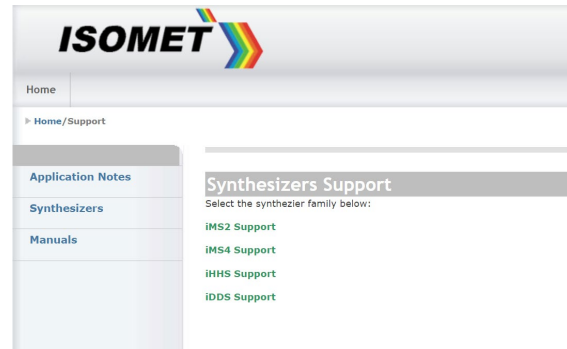 ISOMET
Home
Home/Support
Application Notes
Synthesizers
Manuals
Synthesizers Support
Select the synthezier family below:
iMS2 Support
iMS4 Support
iHHS Support
iDDS Support